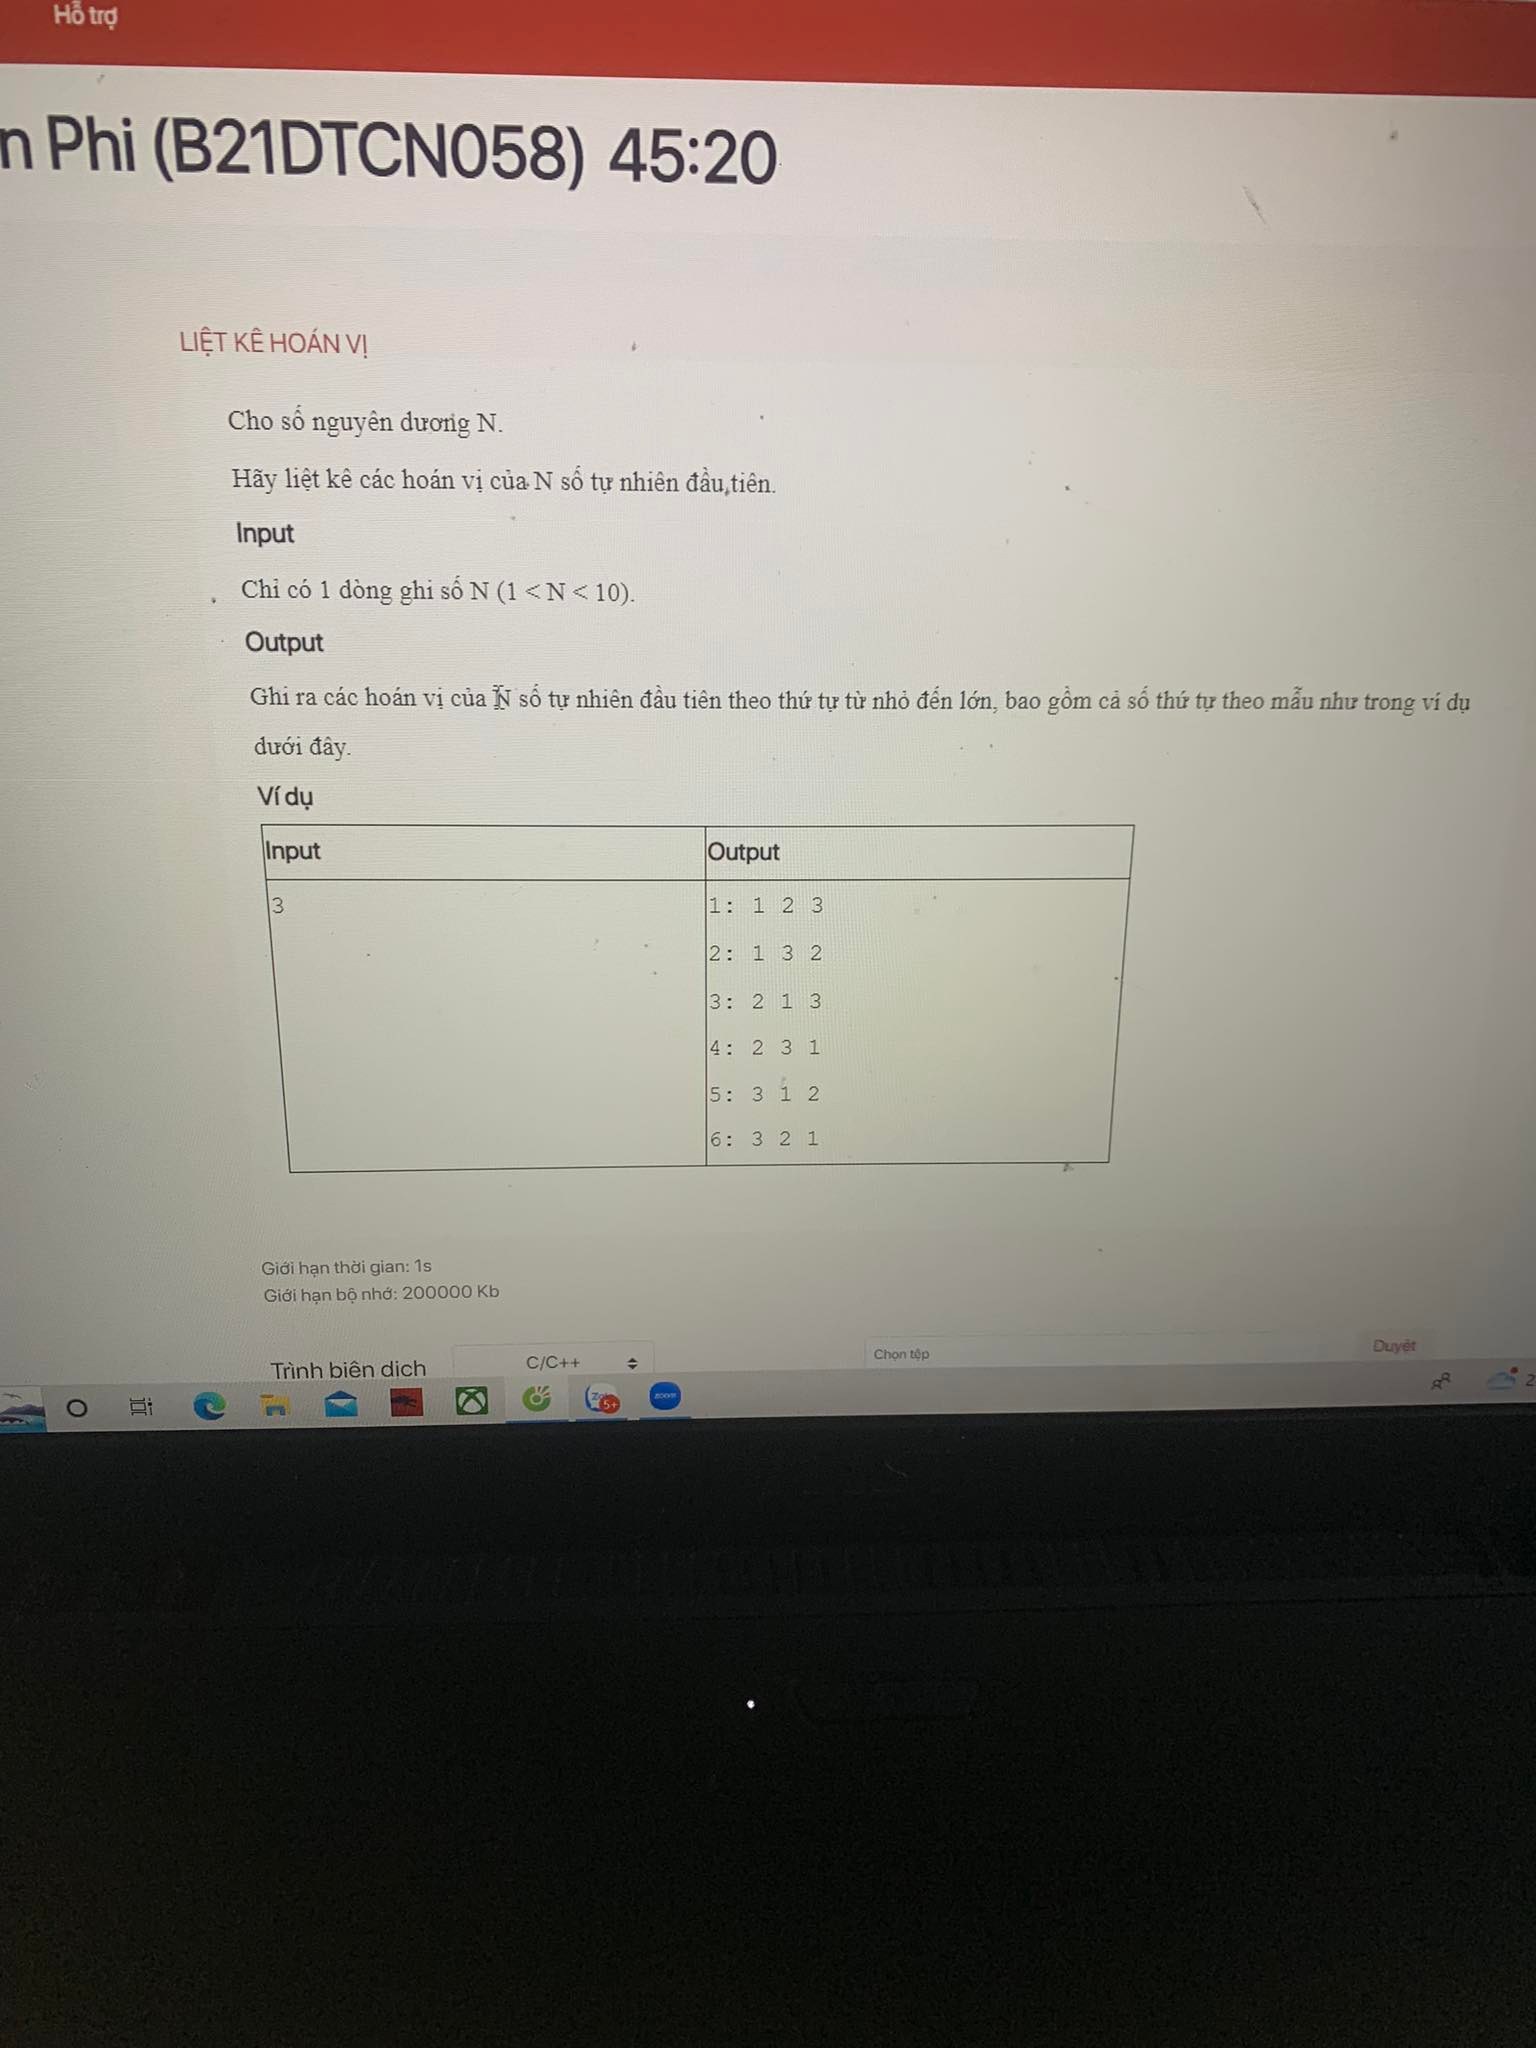 Hỗ trợ
n Phi (B21DTCN058) 45:20
LIỆT KÊ HOÁN VỊ
Cho số nguyên dương N.
Hãy liệt kê các hoán vị của N số tự nhiên đầu tiên.
Input
Chỉ có 1 dòng ghi số N (1 < N < 10).
Output
Ghi ra các hoán vị của N số tự nhiên đầu tiên theo thứ tự từ nhỏ đến lớn, bao gồm cả số thứ tự theo mẫu như trong ví dụ
dưới đây.
Ví dụ
Input Output
3 1: 1 2 3
2: 1 3 2
3: 2 1 3
4: 2 3 1
5: 3 1 2
6: 3 2 1
Giới hạn thời gian: 1s
Giới hạn bộ nhớ: 200000 Kb
Trình biên dịch C/C++ Chọn tệp Duyệt
5+ zoom 2